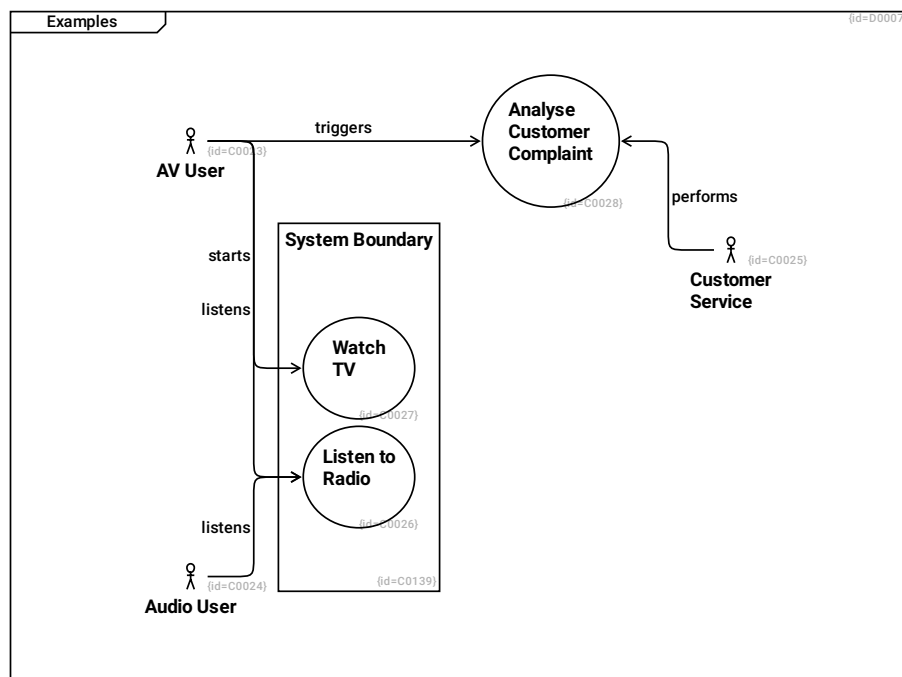 Examples
{id=D0007
Analyse
Customer
Complaint
triggers
{id=C0023}
AV User
{id=C0028}
performs
System Boundary
starts
{id=C0025}
Customer
Service
listens
Watch
TV
{id=C0027}
Listen to
Radio
{id=C0026}
listens
{id=C0139}
{id=C0024}
Audio User